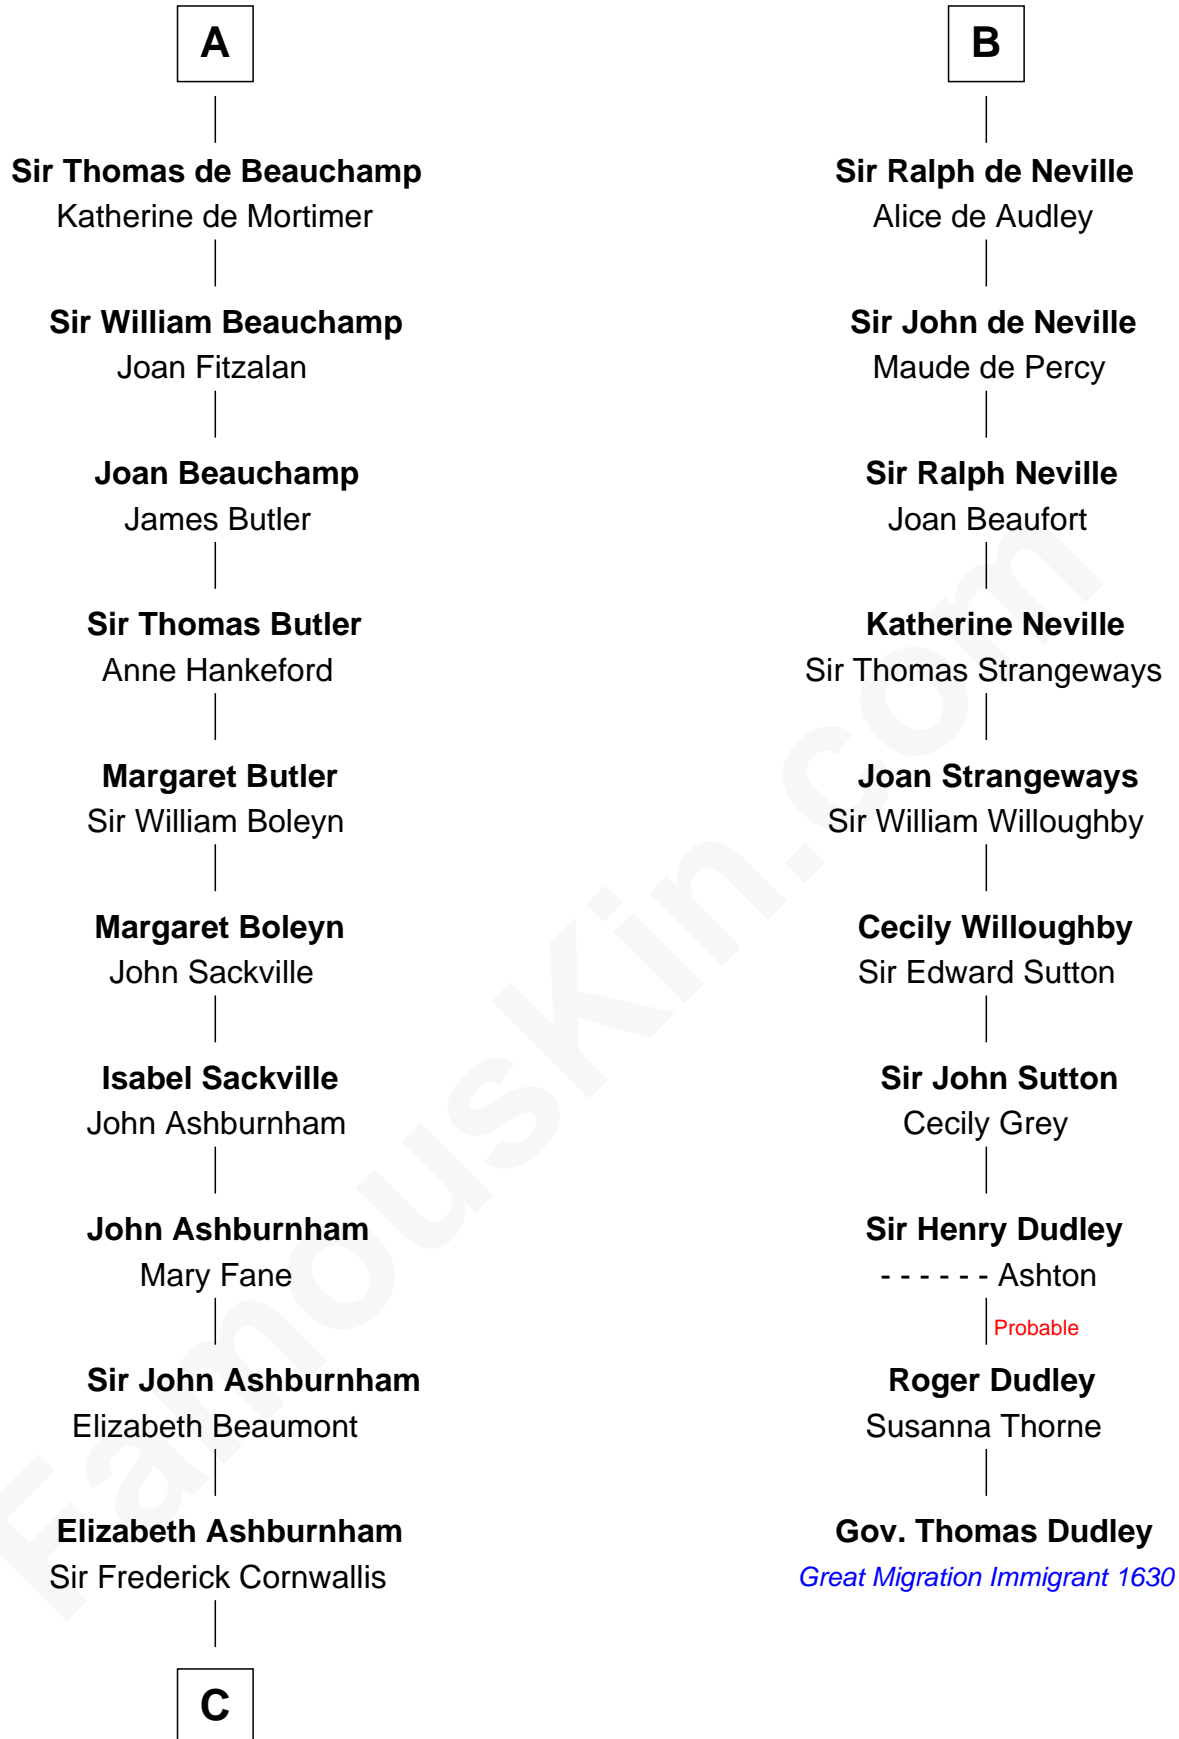 A
Sir Thomas de Beauchamp
Katherine de Mortimer
Sir William Beauchamp
Joan Fitzalan
Joan Beauchamp
James Butler
Sir Thomas Butler
Anne Hankeford
Margaret Butler
Sir William Boleyn
Margaret Boleyn
John Sackville
Isabel Sackville
John Ashburnham
John Ashburnham
Mary Fane
Sir John Ashburnham
Elizabeth Beaumont
Elizabeth Ashburnham
Sir Frederick Cornwallis
C
B
Sir Ralph de Neville
Alice de Audley
Sir John de Neville
Maude de Percy
Sir Ralph Neville
Joan Beaufort
Katherine Neville
Sir Thomas Strangeways
Joan Strangeways
Sir William Willoughby
Cecily Willoughby
Sir Edward Sutton
Sir John Sutton
Cecily Grey
Sir Henry Dudley
- - - - - - Ashton
Probable
Roger Dudley
Susanna Thorne
Gov. Thomas Dudley
Great Migration Immigrant 1630
FamousKin.com